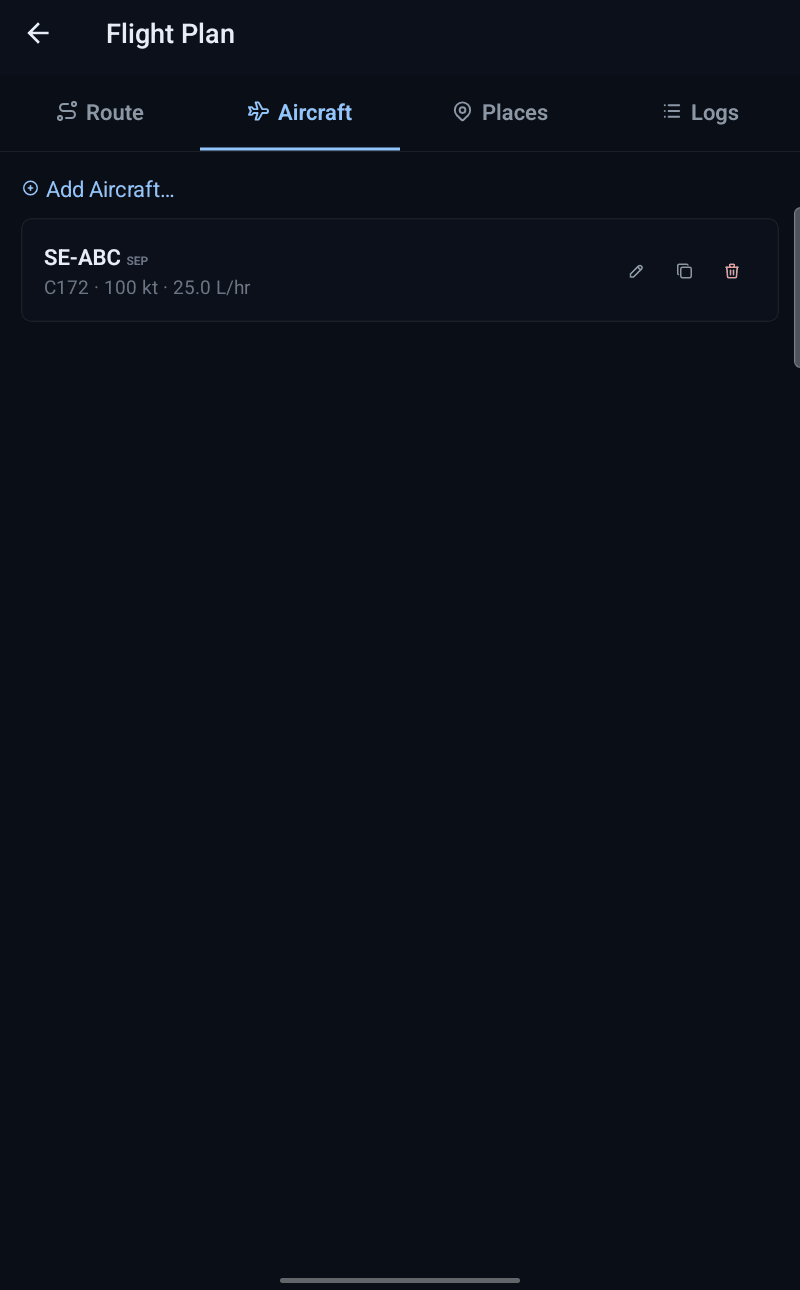 Flight Plan
Route
Aircraft
Places
Logs
Add Aircraft...
SE-ABC SEP
C172 · 100 kt · 25.0 L/hr